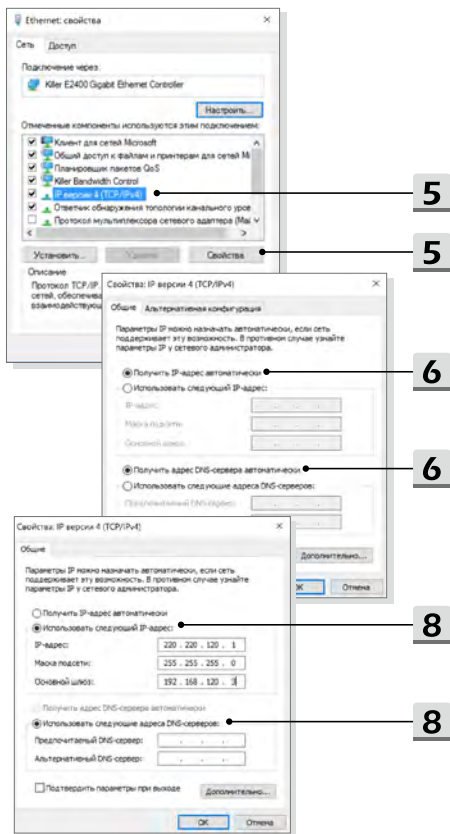 Ethernet: свойства
Сеть Доступ
Подключение через:
Killer E2400 Gigabit Ethernet Controller
Настроить...
Отмеченные компоненты используются этим подключением:
Клиент для сетей Microsoft
Общий доступ к файлам и принтерам для сетей Mi
Планировщик пакетов QoS
Killer Bandwidth Control
IP версии 4 (TCP/IPv4)
5
Ответчик обнаружения топологии канального уров
Протокол мультиплексора сетевого адаптера (Май
Установить... Удалить Свойства
5
Описание
Протокол TCP/IP.
сетей, обеспечива
взаимодействующ
Свойства: IP версии 4 (TCP/IPv4)
Общие Альтернативная конфигурация
Параметры IP можно назначать автоматически, если сеть
поддерживает эту возможность. В противном случае узнайте
параметры IP у сетевого администратора.
Получить IP-адрес автоматически
6
Использовать следующий IP-адрес:
IP-адрес:
Маска подсети:
Основной шлюз:
Получить адрес DNS-сервера автоматически
6
Использовать следующие адреса DNS-серверов:
Предпочитаемый DNS-сервер:
Дополнительно...
ОК Отмена
Свойства: IP версии 4 (TCP/IPv4)
Общие
Параметры IP можно назначать автоматически, если сеть
поддерживает эту возможность. В противном случае узнайте
параметры IP у сетевого администратора.
Получить IP-адрес автоматически
Использовать следующий IP-адрес:
8
IP-адрес: 220 . 220 . 120 . 1
Маска подсети: 255 . 255 . 255 . 0
Основной шлюз: 192 . 168 . 120 . 3
Получить адрес DNS-сервера автоматически
Использовать следующие адреса DNS-серверов:
8
Предпочитаемый DNS-сервер:
Альтернативный DNS-сервер:
Подтвердить параметры при выходе
Дополнительно...
ОК Отмена